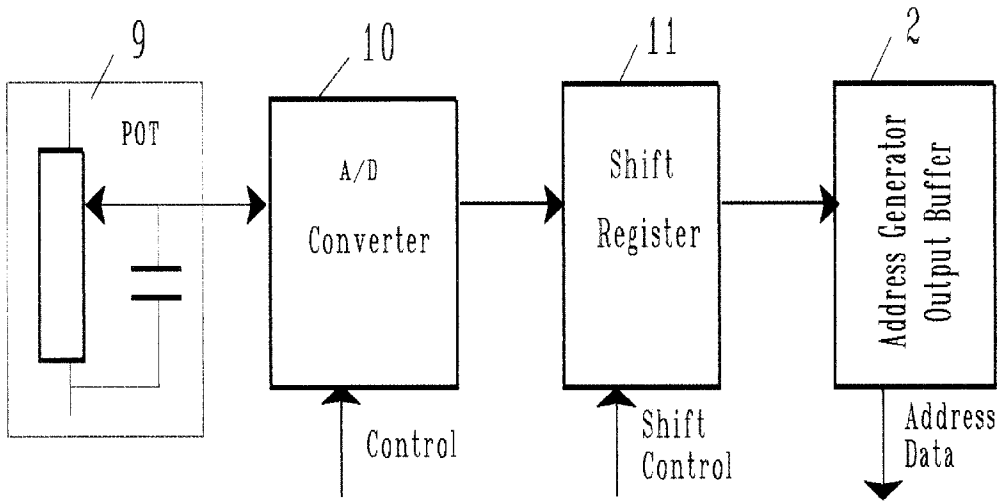 9
10
11
2
POT
A/D
Converter
Shift
Register
Address Generator
Output Buffer
Control
Shift
Control
Address
Data